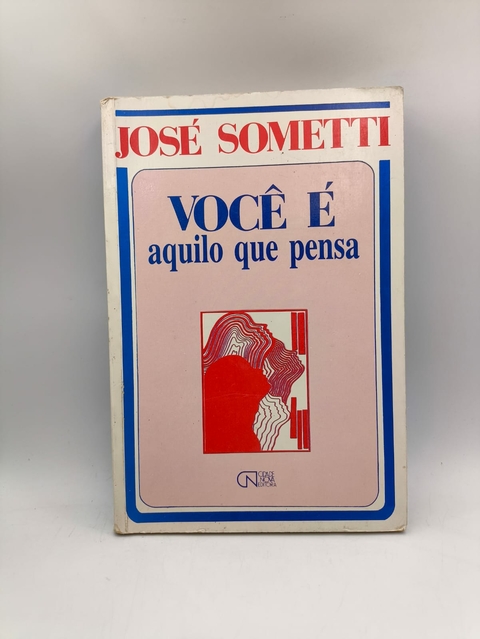 JOSÉ SOMETTI
VOCÊ É
aquilo que pensa
CIDADE
NOVA
EDITORA